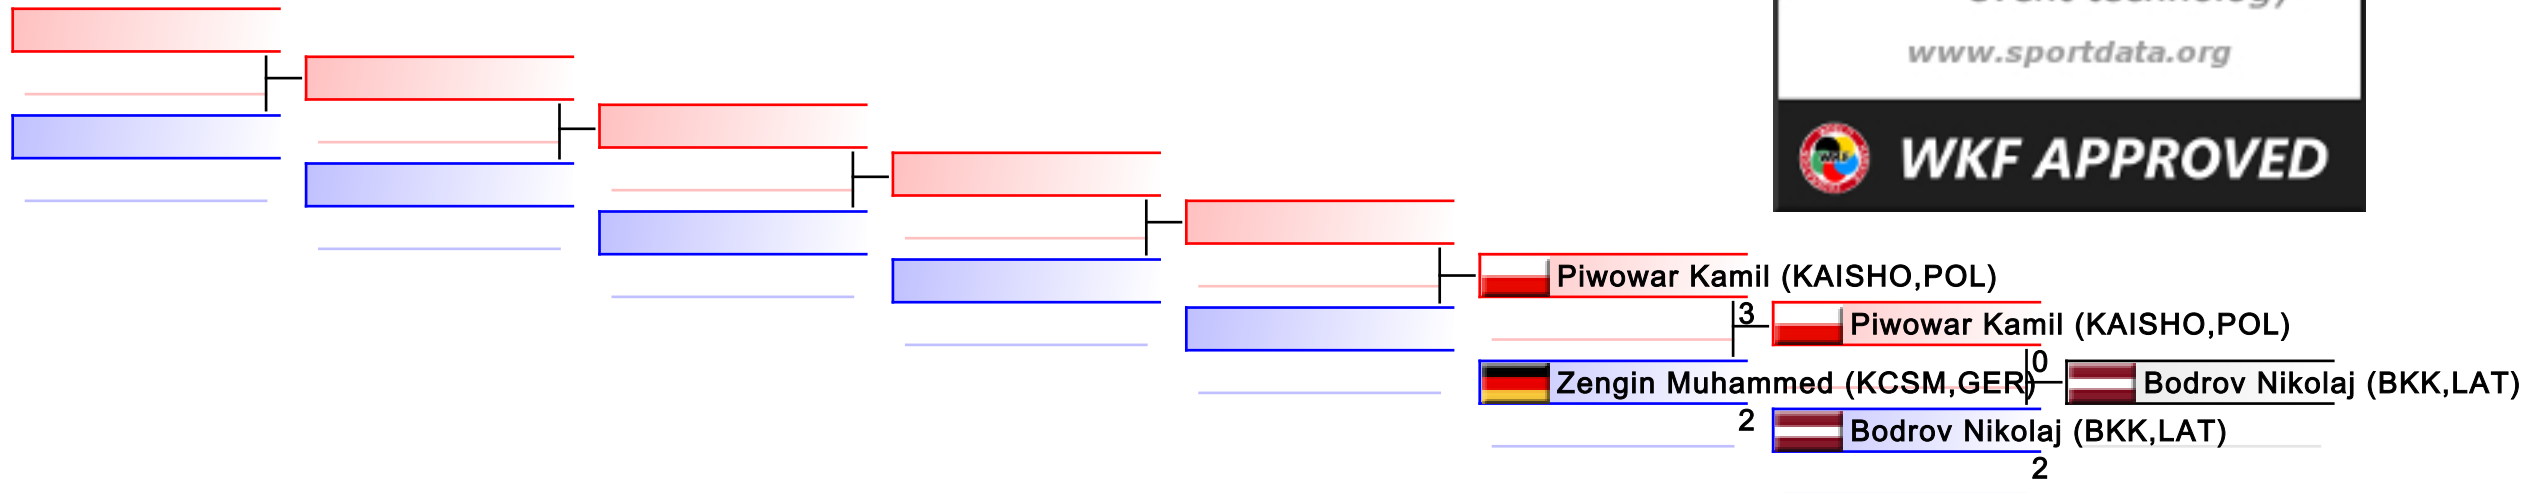 technology
www.sportdata.org
WKF APPROVED
Piwowar Kamil (KAISHO,POL)
3
Piwowar Kamil (KAISHO,POL)
0
Zengin Muhammed (KCSM,GER)
Bodrov Nikolaj (BKK,LAT)
2
Bodrov Nikolaj (BKK,LAT)
2